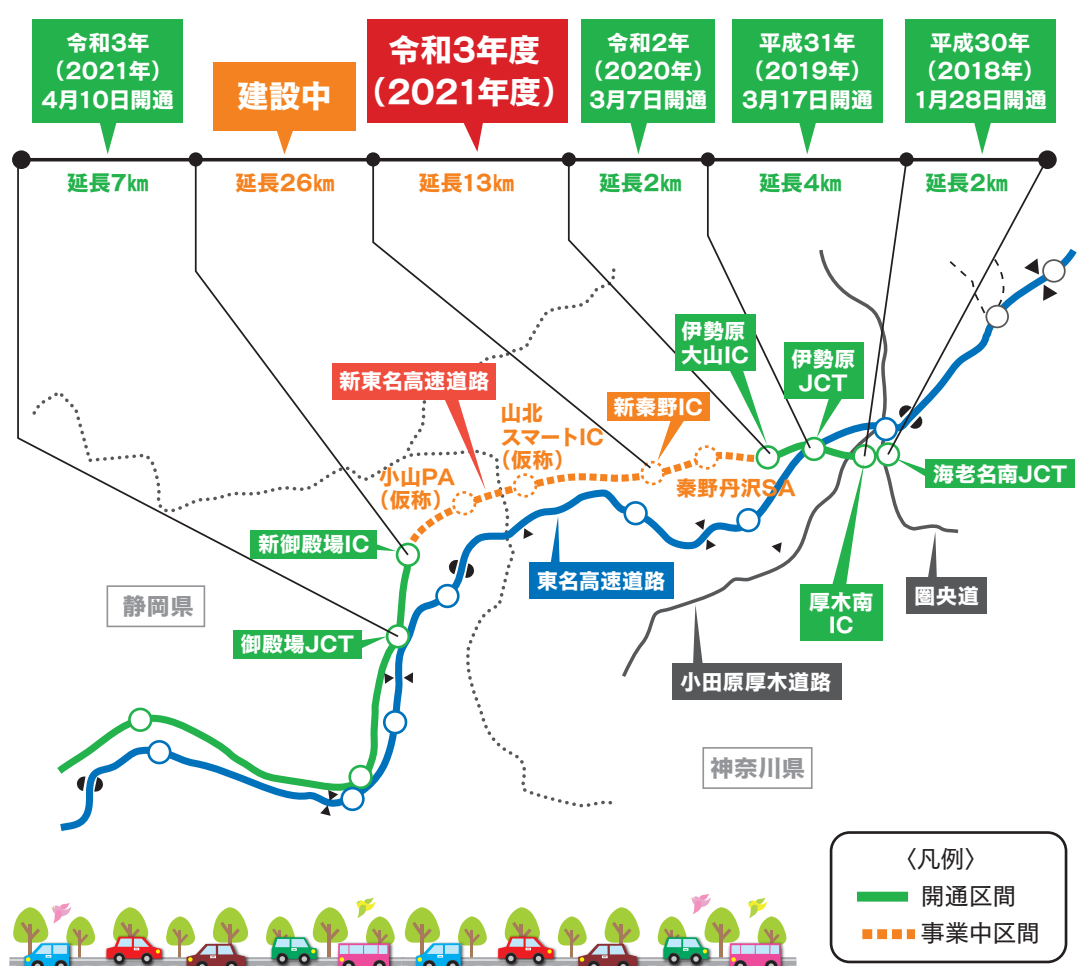 令和3年
(2021年)
4月10日開通
建設中
令和3年度
(2021年度)
令和2年
(2020年)
3月7日開通
平成31年
(2019年)
3月17日開通
平成30年
(2018年)
1月28日開通
延長7㎞
延長26㎞
延長13㎞
延長2㎞
延長4㎞
延長2㎞
伊勢原
大山IC
伊勢原
JCT
新東名高速道路
山北
スマートIC
(仮称)
新秦野IC
小山PA
(仮称)
秦野丹沢SA
海老名南JCT
新御殿場IC
東名高速道路
静岡県
御殿場JCT
厚木南
IC
圏央道
小田原厚木道路
神奈川県
〈凡例〉
開通区間
事業中区間